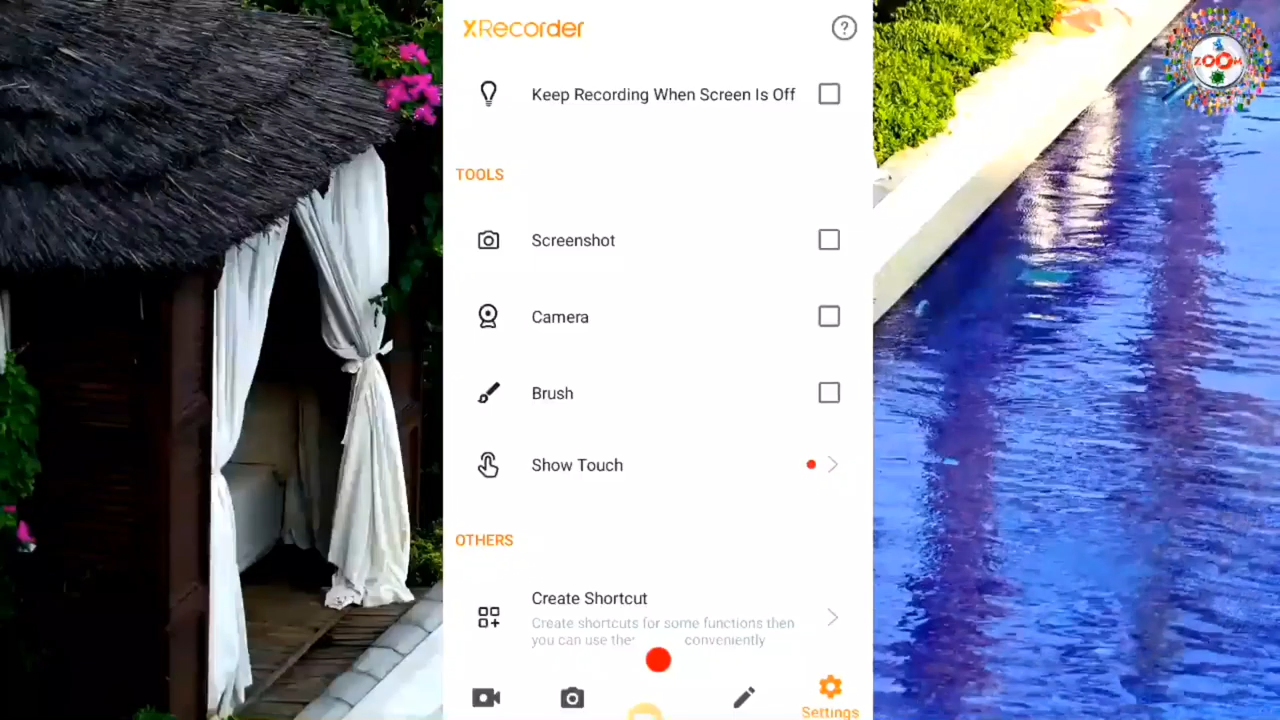 XRecorder
ZOOM
Keep Recording When Screen Is Off
TOOLS
Screenshot
Camera
Brush
Show Touch
OTHERS
Create Shortcut
Create shortcuts for some functions then
you can use conveniently
Settings